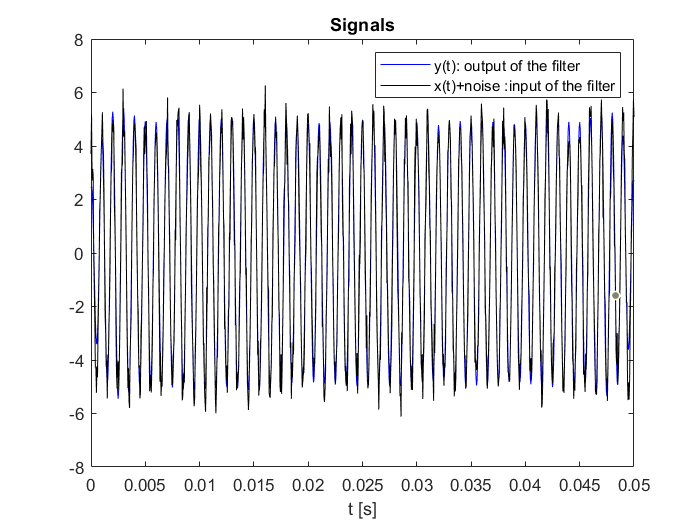 Signals
y(t): output of the filter
x(t)+noise :input of the filter
8
6
4
2
0
-2
-4
-6
-8
0 0.005 0.01 0.015 0.02 0.025 0.03 0.035 0.04 0.045 0.05
t [s]